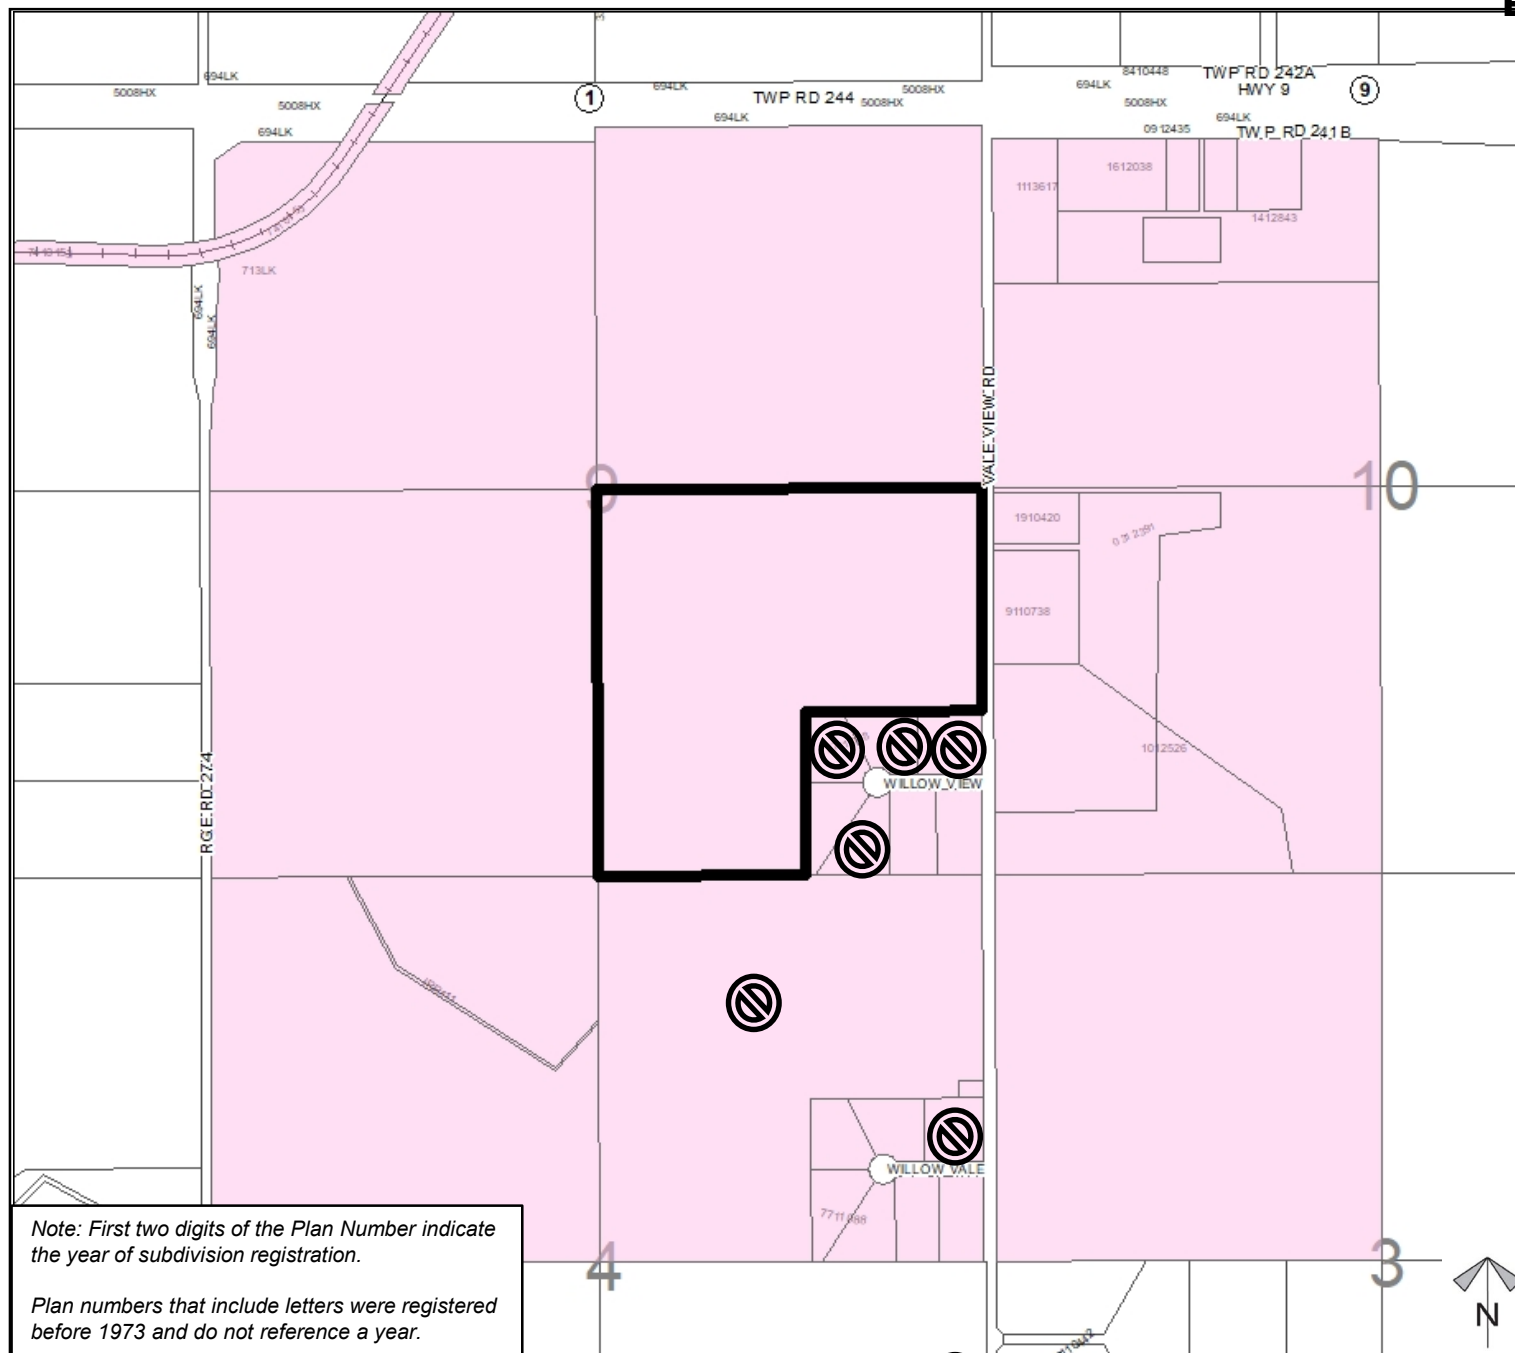 694LK
5008HX
5008HX
694LK
1
694LK
TWP RD 244
5008HX
5008HX
694LK
8410448
694LK
5008HX
TWP RD 242A
HWY 9
9
694LK
0912435
TWP RD 241B
1113617
1612038
1412843
713LK
694LK
694LK
VALE VIEW RD
9
10
1910420
0312391
9110738
1012526
RGE RD 274
WILLOW VIEW
WILLOW VALE
7711088
4
3
N
Note: First two digits of the Plan Number indicate
the year of subdivision registration.
Plan numbers that include letters were registered
before 1973 and do not reference a year.